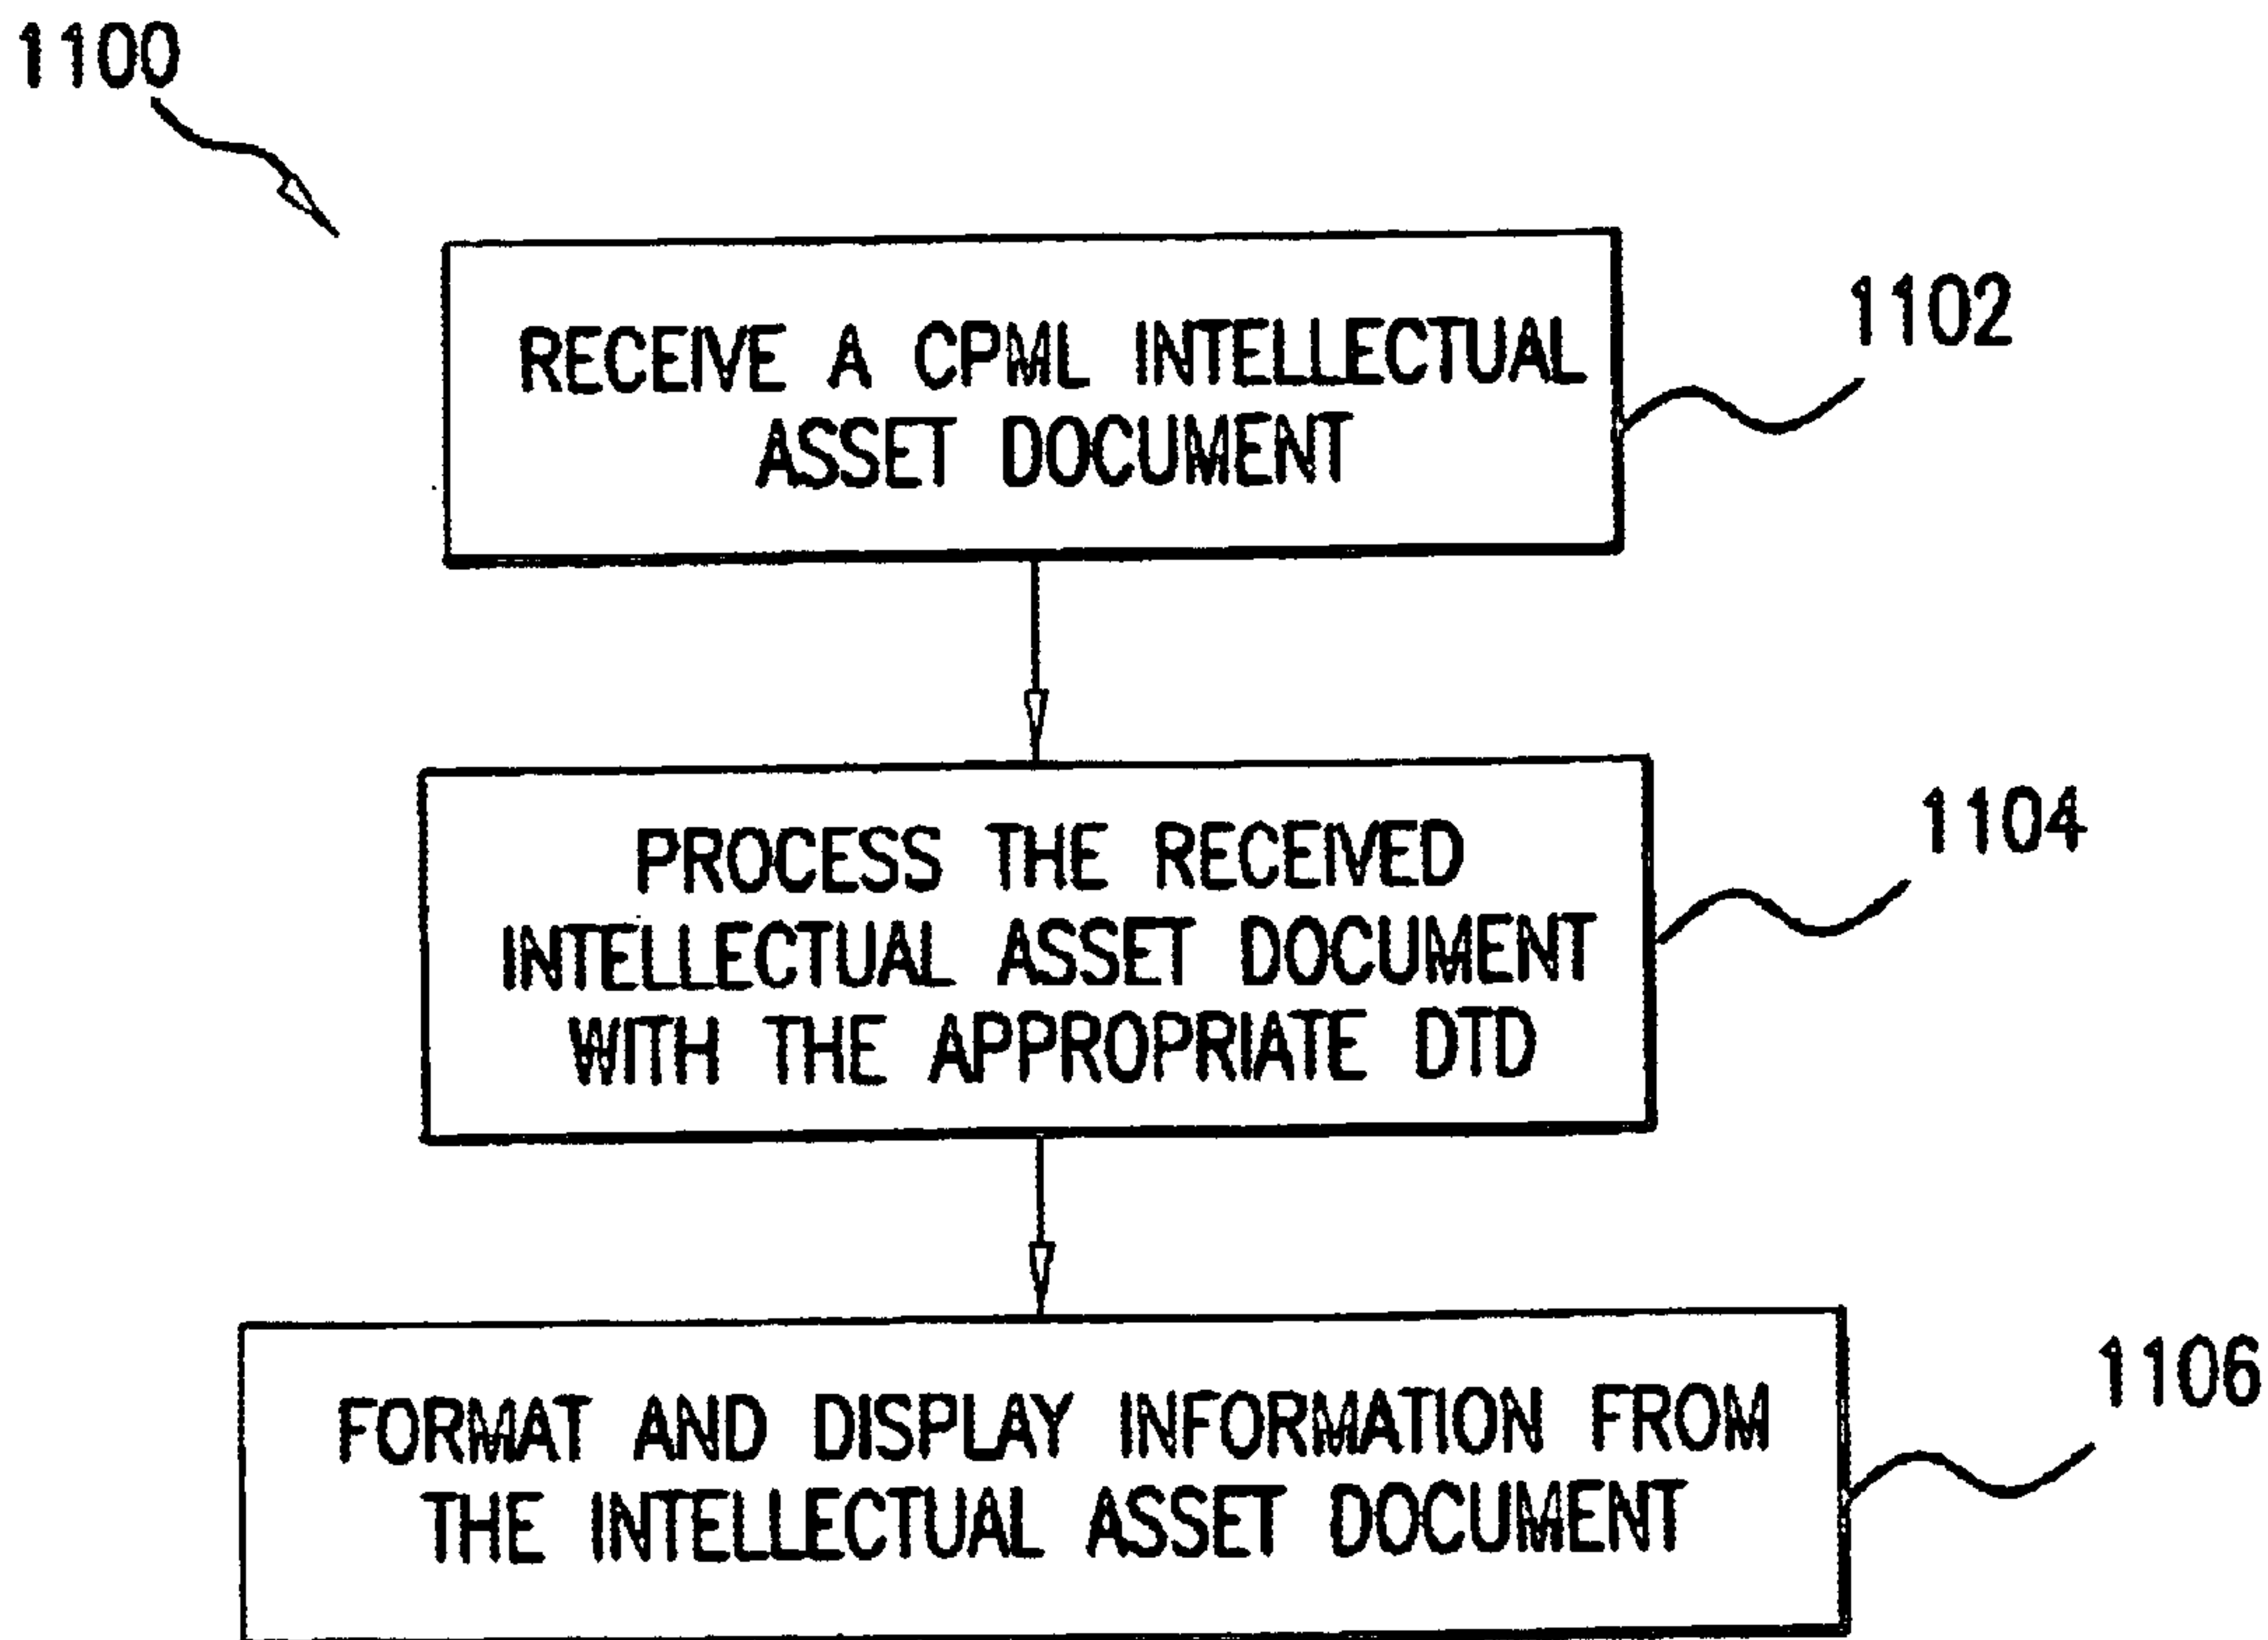 1100
RECEIVE A CPML INTELLECTUAL
ASSET DOCUMENT
1102
PROCESS THE RECEIVED
INTELLECTUAL ASSET DOCUMENT
WITH THE APPROPRIATE DTD
1104
FORMAT AND DISPLAY INFORMATION FROM
THE INTELLECTUAL ASSET DOCUMENT
1106